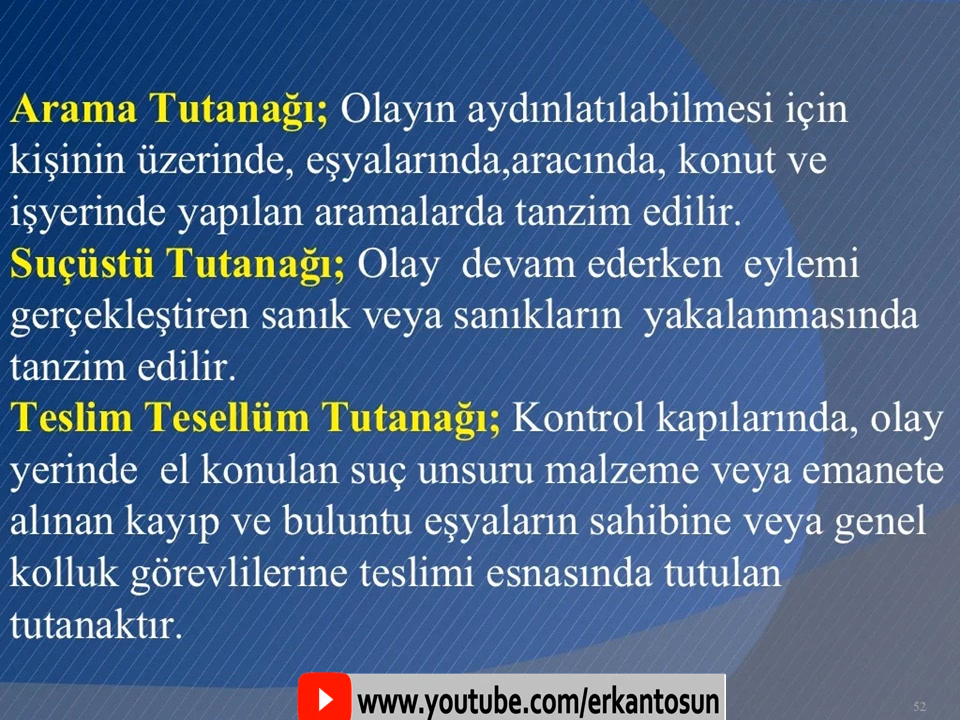 Arama Tutanağı; Olayın aydınlatılabilmesi için
kişinin üzerinde, eşyalarında,aracında, konut ve
işyerinde yapılan aramalarda tanzim edilir.
Suçüstü Tutanağı; Olay devam ederken eylemi
gerçekleştiren sanık veya sanıkların yakalanmasında
tanzim edilir.
Teslim Tesellüm Tutanağı; Kontrol kapılarında, olay
yerinde el konulan suç unsuru malzeme veya emanete
alınan kayıp ve buluntu eşyaların sahibine veya genel
kolluk görevlilerine teslimi esnasında tutulan
tutanaktır.
www.youtube.com/erkantosun
52